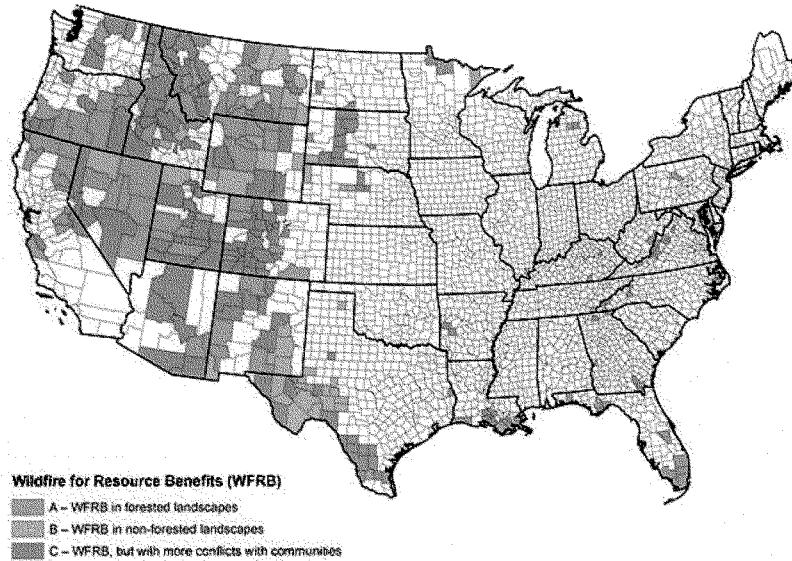 Wildfire for Resource Benefits (WFRB)
A – WFRB in forested landscapes
B – WFRB in non-forested landscapes
C – WFRB, but with more conflicts with communities